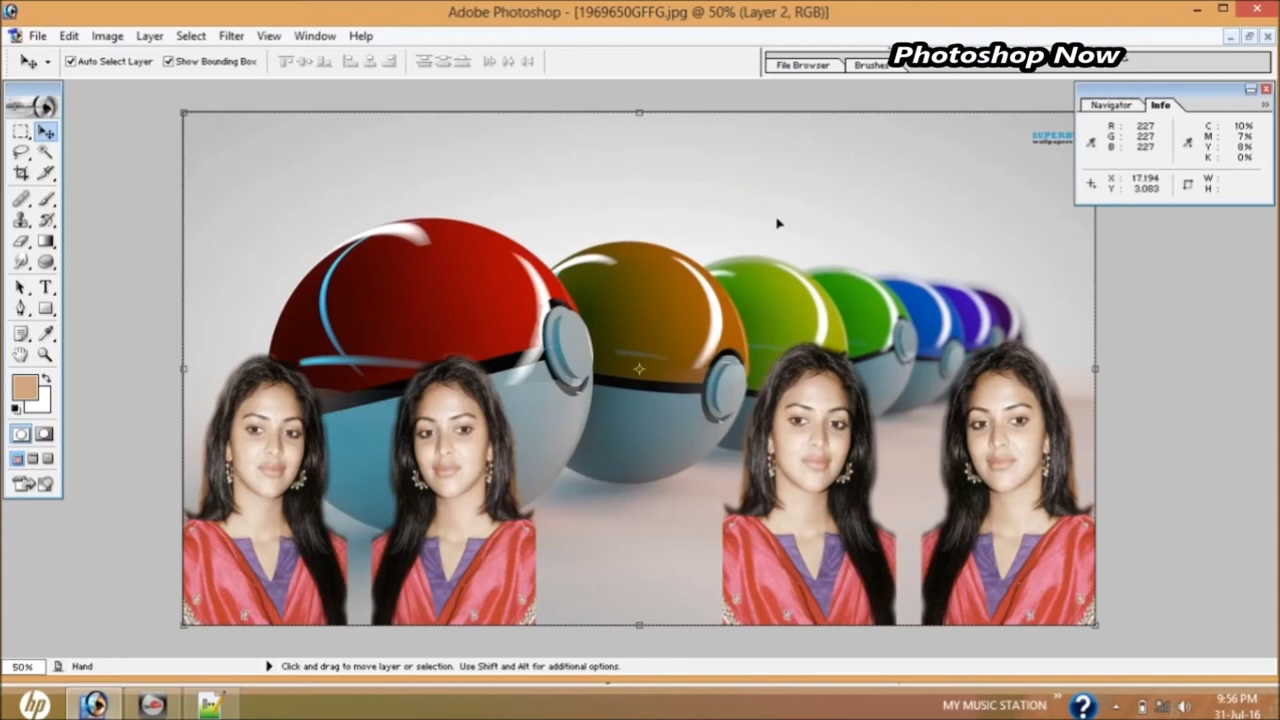 Adobe Photoshop - [1969650GFFG.jpg @ 50% (Layer 2, RGB)]
File Edit Image Layer Select Filter View Window Help
Auto Select Layer Show Bounding Box
File Browser Brushes
Photoshop Now
Navigator Info
R : 227 C : 10%
G : 227 M : 7%
B : 227 Y : 8%
K : 0%
X : 17.194 W :
Y : 3.083 H :
wallpapers
T
50% Hand Click and drag to move layer or selection. Use Shift and Alt for additional options.
hp MY MUSIC STATION ? 9:56 PM
31-Jul-16